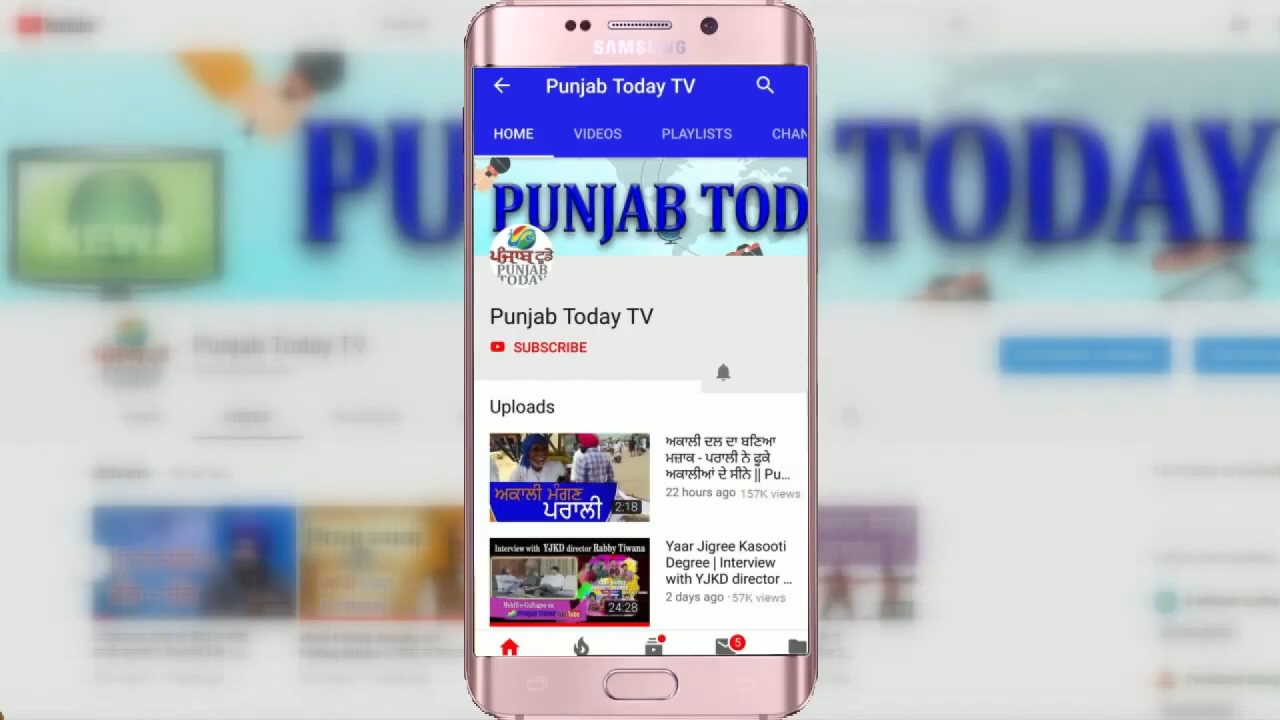 SAMSUNG
Punjab Today TV
HOME VIDEOS PLAYLISTS CHAN
PUNJAB TOD
ਪੰਜਾਬ ਟੂਡੇ
PUNJAB
TODAY
PU
TODAY
NEWS
Punjab Today TV
Punjab Today TV
SUBSCRIBE
Uploads
ਅਕਾਲੀ ਦਲ ਦਾ ਬਣਿਆ
ਮਜ਼ਾਕ - ਪਰਾਲੀ ਨੇ ਫੂਕੇ
ਅਕਾਲੀਆਂ ਦੇ ਸੀਨੇ || Pu...
22 hours ago 157K views
ਅਕਾਲੀ ਮੰਗਣ
ਪਰਾਲੀ
2:18
Interview with YJKD director Rabby Tiwana
24:28
Yaar Jigree Kasooti
Degree | Interview
with YJKD director ...
2 days ago · 57K views
5